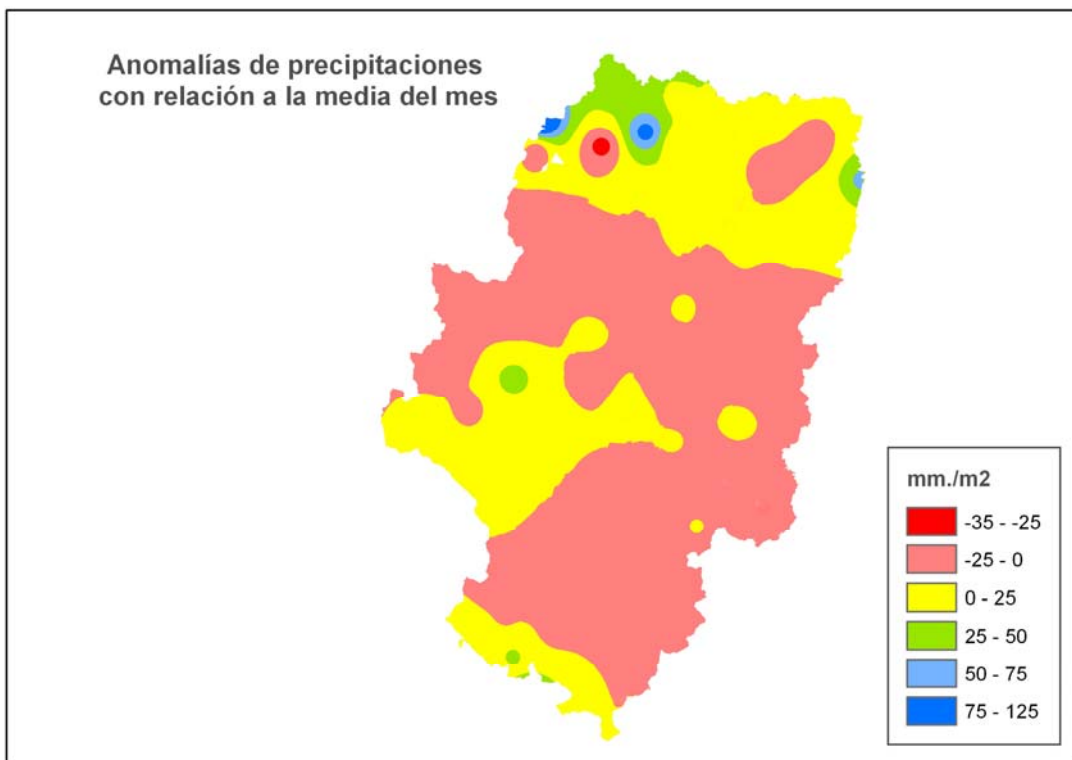 Anomalías de precipitaciones
con relación a la media del mes
mm./m2
-35 - -25
-25 - 0
0 - 25
25 - 50
50 - 75
75 - 125